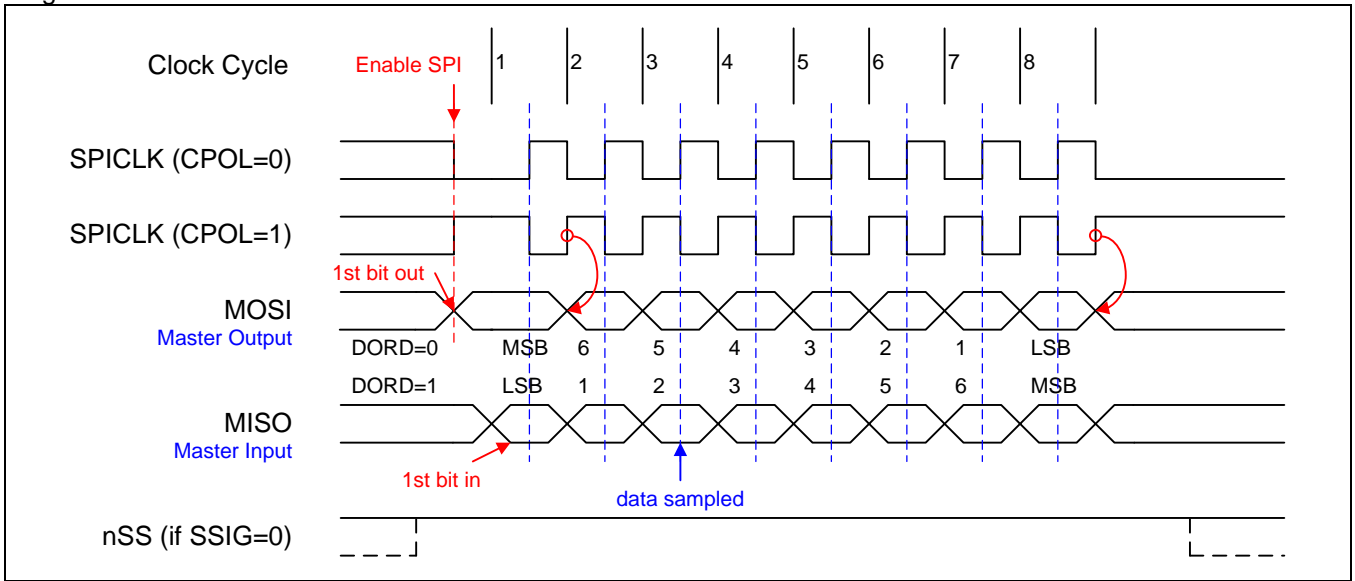 Clock Cycle Enable SPI 1 2 3 4 5 6 7 8
SPICLK (CPOL=0)
SPICLK (CPOL=1)
1st bit out
MOSI
Master Output
DORD=0 MSB 6 5 4 3 2 1 LSB
DORD=1 LSB 1 2 3 4 5 6 MSB
MISO
Master Input
1st bit in
data sampled
nSS (if SSIG=0)